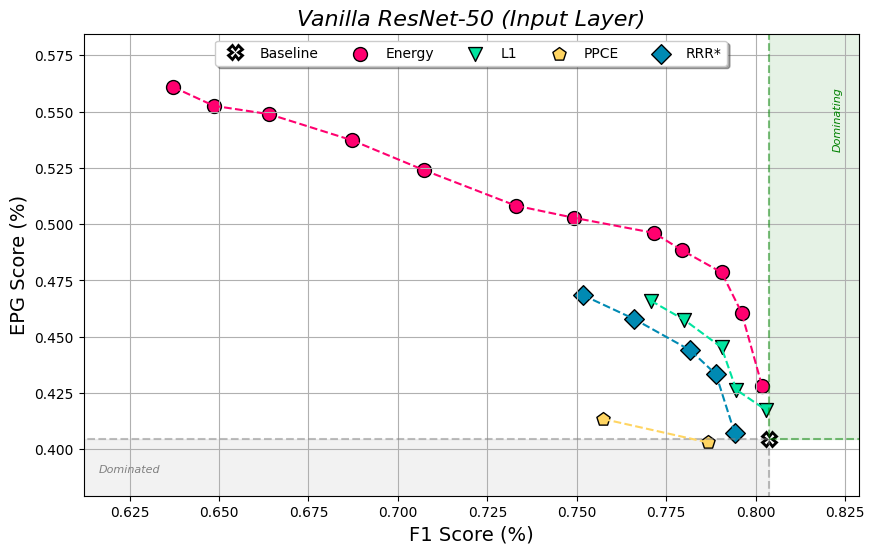 Vanilla ResNet-50 (Input Layer)
Baseline Energy L1 PPCE RRR*
Dominating
Dominated
EPG Score (%)
0.575
0.550
0.525
0.500
0.475
0.450
0.425
0.400
0.625 0.650 0.675 0.700 0.725 0.750 0.775 0.800 0.825
F1 Score (%)